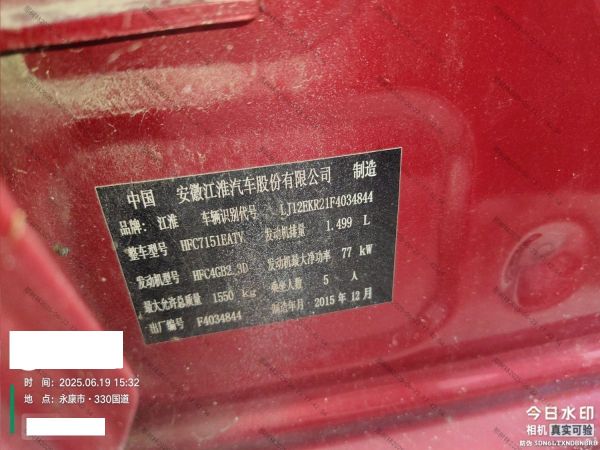 中国 安徽江淮汽车股份有限公司 制造
品牌: 江淮 车辆识别代号 LJ12EKR21F4034844
整车型号 HFC7151EATV 发动机排量 1.499 L
发动机型号 HFC4GB2.3D 发动机最大净功率 77 kW
最大允许总质量 1550 kg 乘坐人数 5 人
出厂编号 F4034844 制造年月 2015 年 12 月
时 间: 2025.06.19 15:32
地 点: 永康市·330国道
今日水印
相机 真实可验
防伪 3DN6LTXNDBNBRD